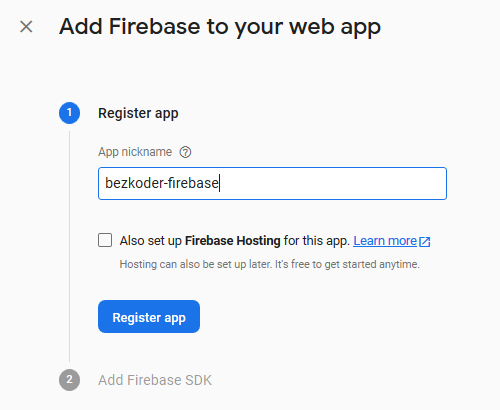 Add Firebase to your web app
1
Register app
App nickname
bezkoder-firebase
Also set up Firebase Hosting for this app. Learn more
Hosting can also be set up later. It's free to get started anytime.
Register app
2
Add Firebase SDK